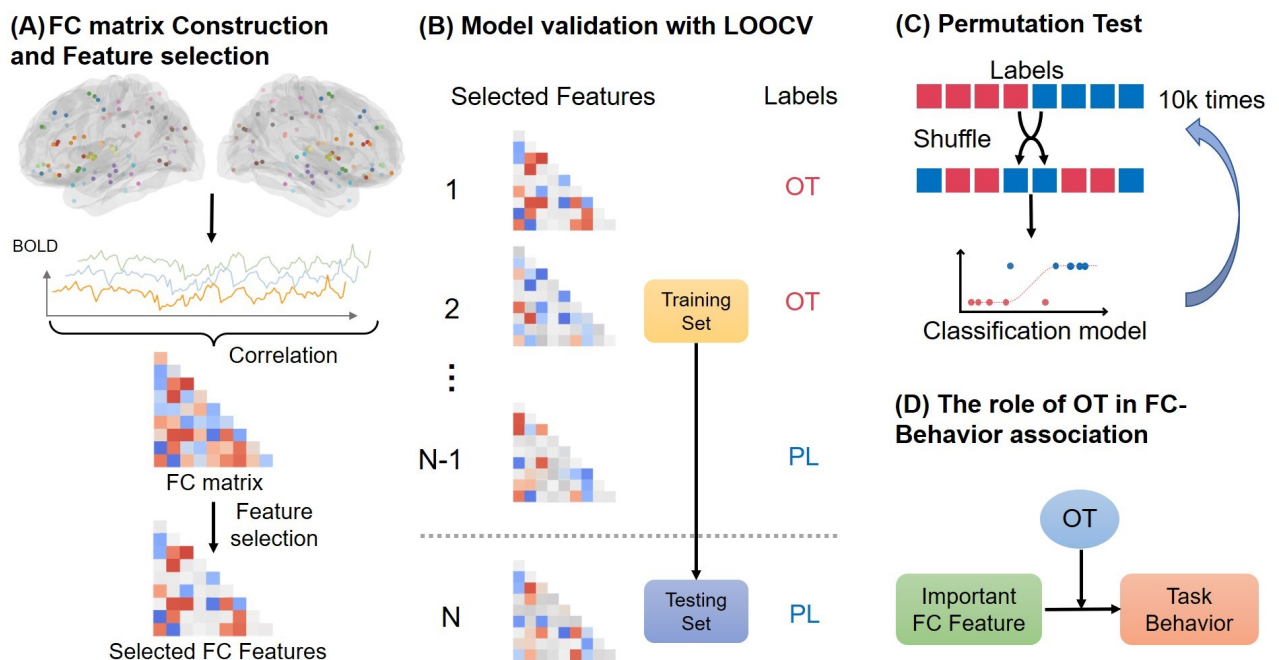 (A) FC matrix Construction
and Feature selection
BOLD
Correlation
FC matrix
Feature
selection
Selected FC Features
(B) Model validation with LOOCV
Selected Features
Labels
1
OT
2
Training
Set
OT
⋮
N-1
PL
N
Testing
Set
PL
(C) Permutation Test
Labels
10k times
Shuffle
Classification model
(D) The role of OT in FC-
Behavior association
OT
Important
FC Feature
Task
Behavior